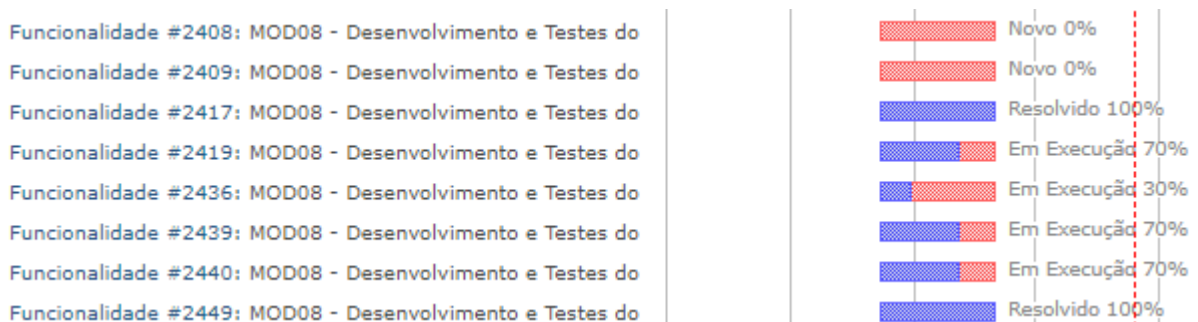 Funcionalidade #2408: MOD08 - Desenvolvimento e Testes do Novo 0%
Funcionalidade #2409: MOD08 - Desenvolvimento e Testes do Novo 0%
Funcionalidade #2417: MOD08 - Desenvolvimento e Testes do Resolvido 100%
Funcionalidade #2419: MOD08 - Desenvolvimento e Testes do Em Execução 70%
Funcionalidade #2436: MOD08 - Desenvolvimento e Testes do Em Execução 30%
Funcionalidade #2439: MOD08 - Desenvolvimento e Testes do Em Execução 70%
Funcionalidade #2440: MOD08 - Desenvolvimento e Testes do Em Execução 70%
Funcionalidade #2449: MOD08 - Desenvolvimento e Testes do Resolvido 100%